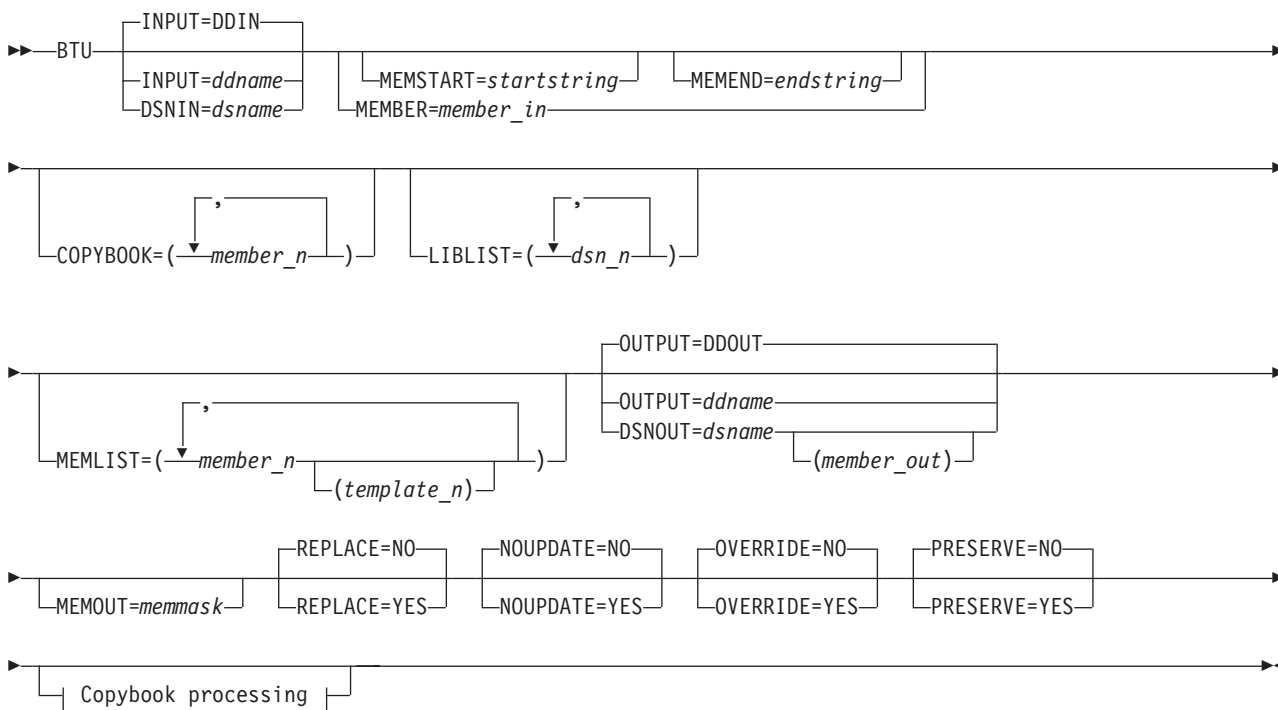 INPUT=DDIN
BTU
INPUT=ddname
MEMSTART=startstring
MEMEND=endstring
DSNIN=dsname
MEMBER=member_in
,
,
COPYBOOK=( member_n )
LIBLIST=( dsn_n )
OUTPUT=DDOUT
,
OUTPUT=ddname
MEMLIST=( member_n )
DSNOUT=dsname
(template_n)
(member_out)
REPLACE=NO
NOUPDATE=NO
OVERRIDE=NO
PRESERVE=NO
MEMOUT=memmask
REPLACE=YES
NOUPDATE=YES
OVERRIDE=YES
PRESERVE=YES
Copybook processing